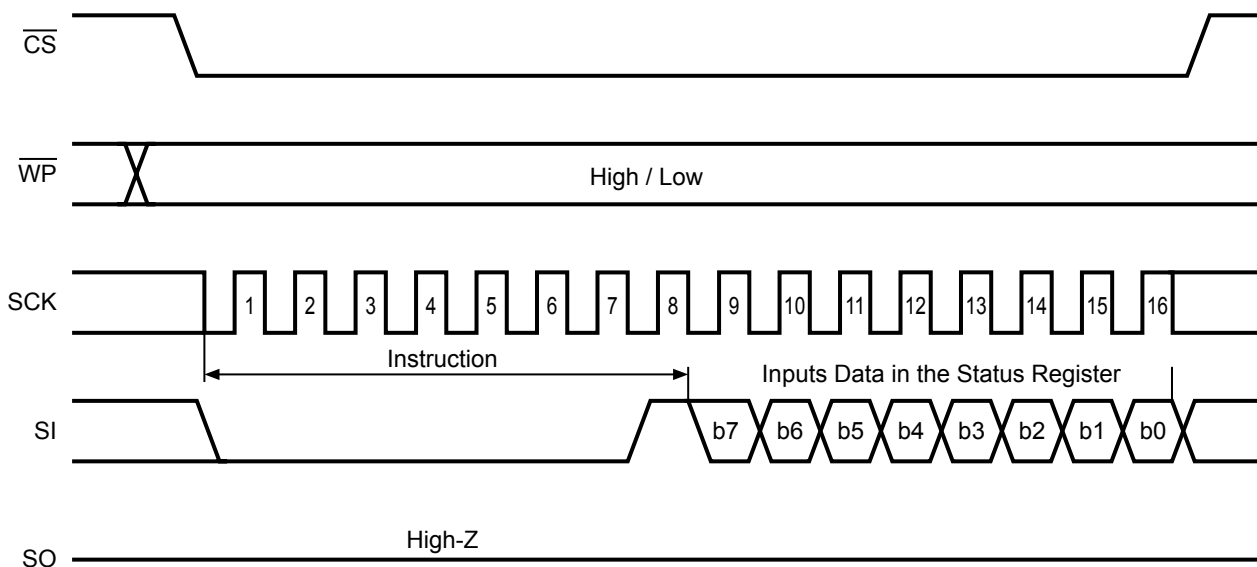 CS
WP
High / Low
SCK
1 2 3 4 5 6 7 8 9 10 11 12 13 14 15 16
Instruction
Inputs Data in the Status Register
SI
b7 b6 b5 b4 b3 b2 b1 b0
High-Z
SO